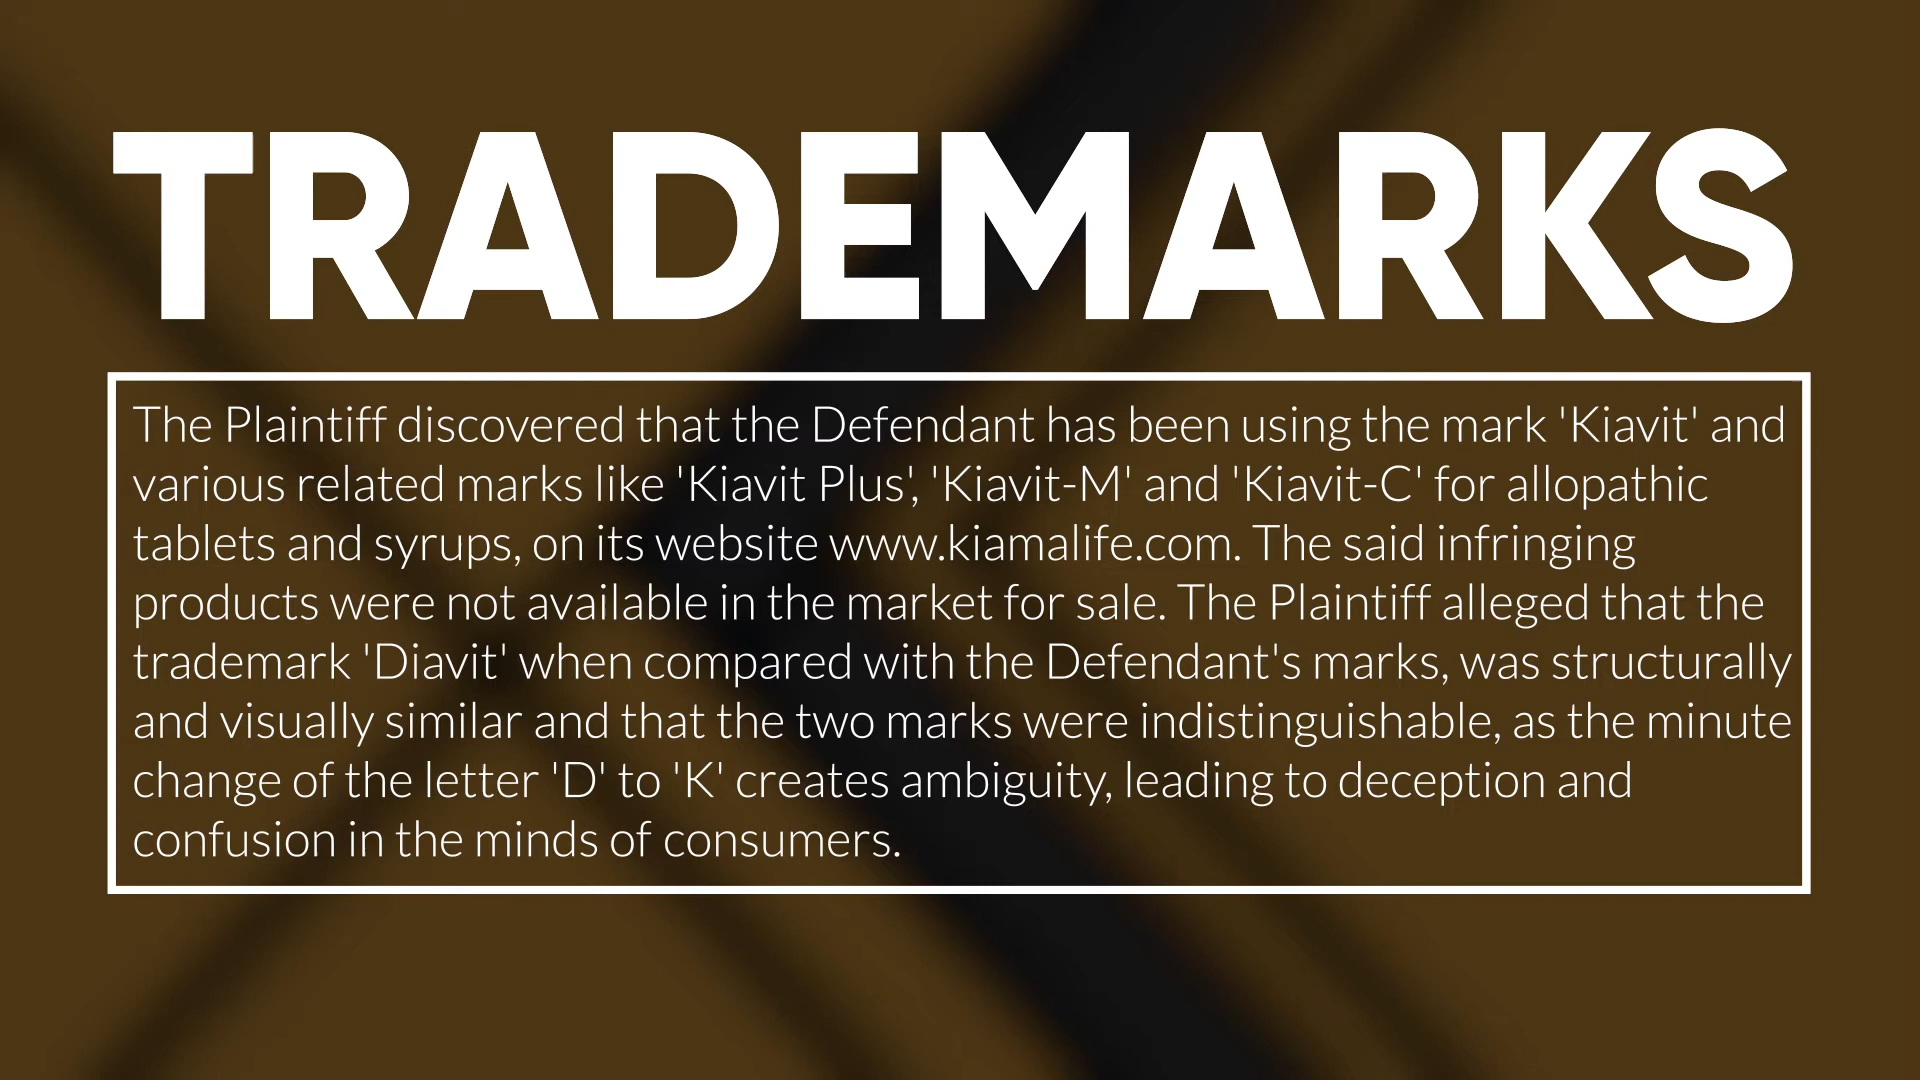 TRADEMARKS
The Plaintiff discovered that the Defendant has been using the mark 'Kiavit' and
various related marks like 'Kiavit Plus', 'Kiavit-M' and 'Kiavit-C' for allopathic
tablets and syrups, on its website www.kiamalife.com. The said infringing
products were not available in the market for sale. The Plaintiff alleged that the
trademark 'Diavit' when compared with the Defendant's marks, was structurally
and visually similar and that the two marks were indistinguishable, as the minute
change of the letter 'D' to 'K' creates ambiguity, leading to deception and
confusion in the minds of consumers.